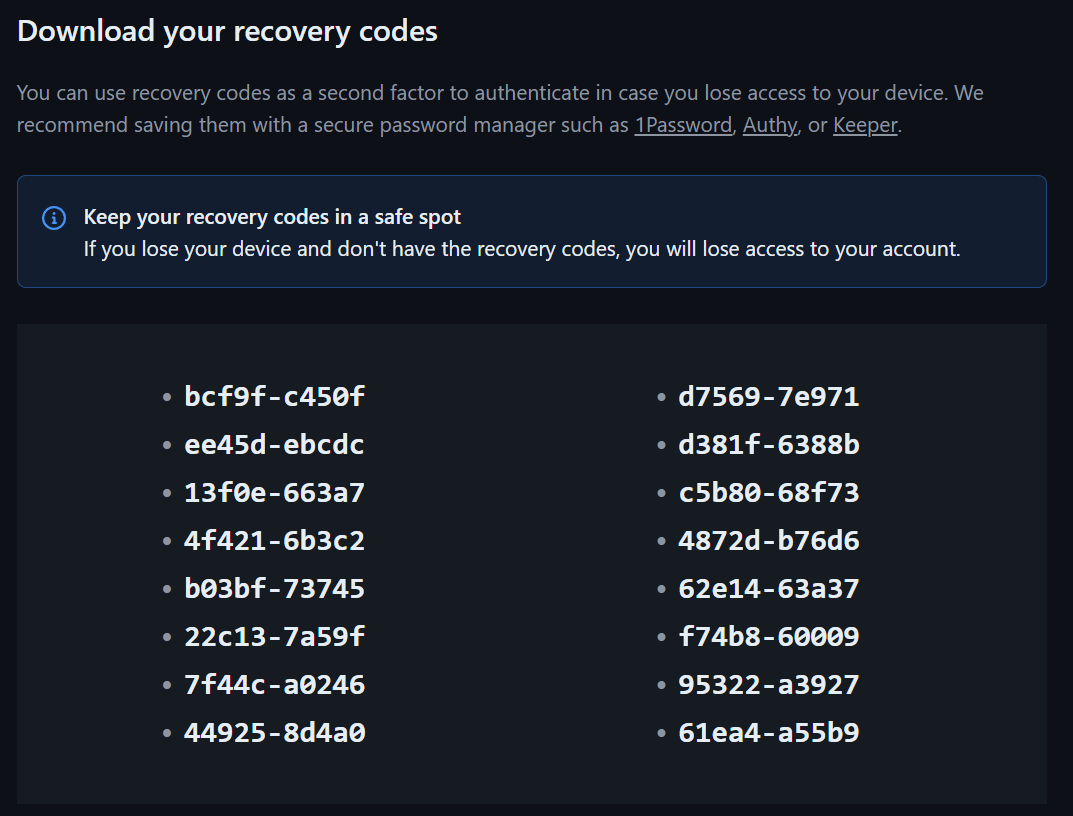 Download your recovery codes
You can use recovery codes as a second factor to authenticate in case you lose access to your device. We
recommend saving them with a secure password manager such as 1Password, Authy, or Keeper.
Keep your recovery codes in a safe spot
If you lose your device and don't have the recovery codes, you will lose access to your account.
bcf9f-c450f
ee45d-ebcdc
13f0e-663a7
4f421-6b3c2
b03bf-73745
22c13-7a59f
7f44c-a0246
44925-8d4a0
d7569-7e971
d381f-6388b
c5b80-68f73
4872d-b76d6
62e14-63a37
f74b8-60009
95322-a3927
61ea4-a55b9